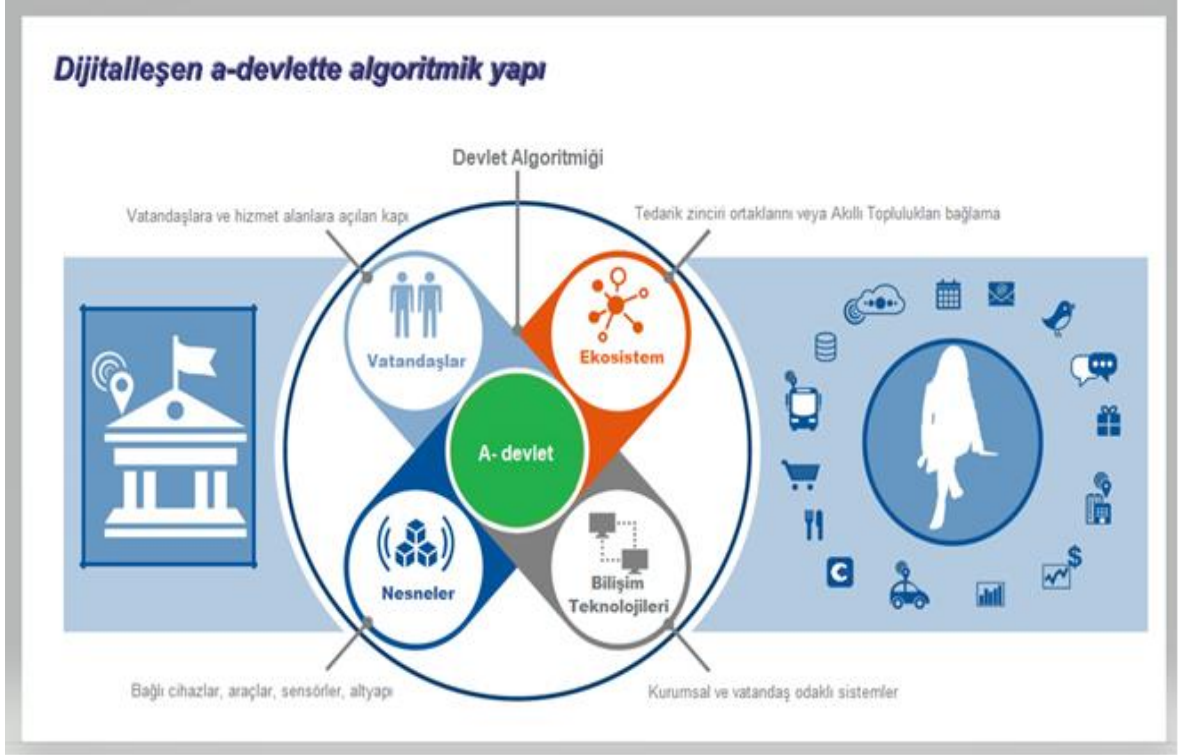 Dijitalleşen a-devlette algoritmik yapı
Devlet Algoritmiği
Vatandaşlara ve hizmet alanlara açılan kapı
Tedarik zinciri ortaklarını veya Akıllı Toplulukları bağlama
Vatandaşlar
Ekosistem
A- devlet
Nesneler
Bilişim
Teknolojileri
C
$
Bağlı cihazlar, araçlar, sensörler, altyapı
Kurumsal ve vatandaş odaklı sistemler